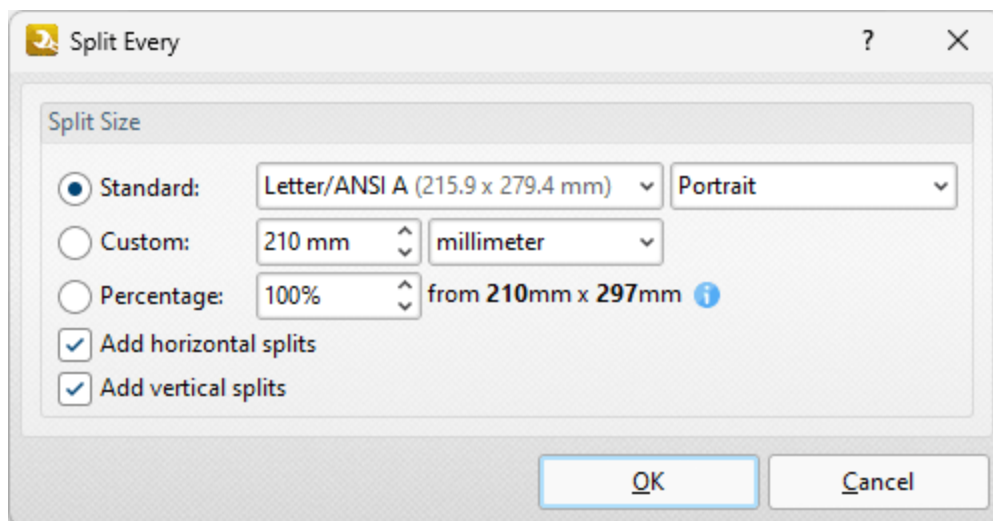 Split Every ?
Split Size
Standard: Letter/ANSI A (215.9 x 279.4 mm) Portrait
Custom: 210 mm millimeter
Percentage: 100% from 210mm x 297mm i
Add horizontal splits
Add vertical splits
OK Cancel